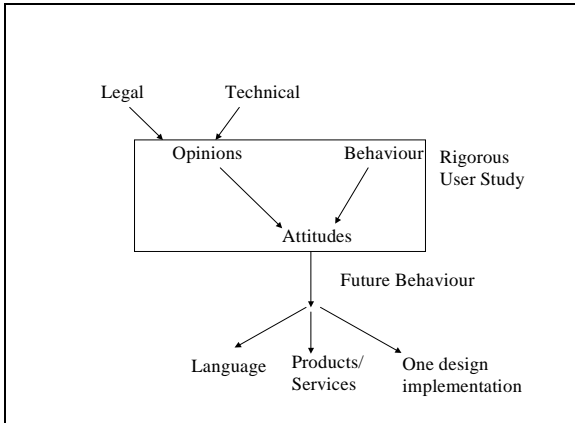 Legal
Technical
Opinions
Behaviour
Rigorous
User Study
Attitudes
Future Behaviour
Language
Products/
Services
One design
implementation